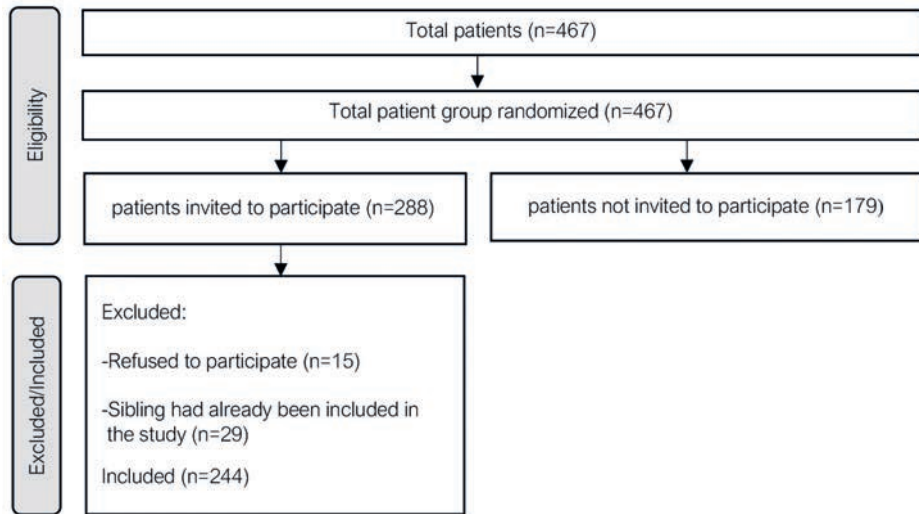 Eligibility
Total patients (n=467)
Total patient group randomized (n=467)
patients invited to participate (n=288)
patients not invited to participate (n=179)
Excluded/Included
Excluded:
-Refused to participate (n=15)
-Sibling had already been included in
the study (n=29)
Included (n=244)